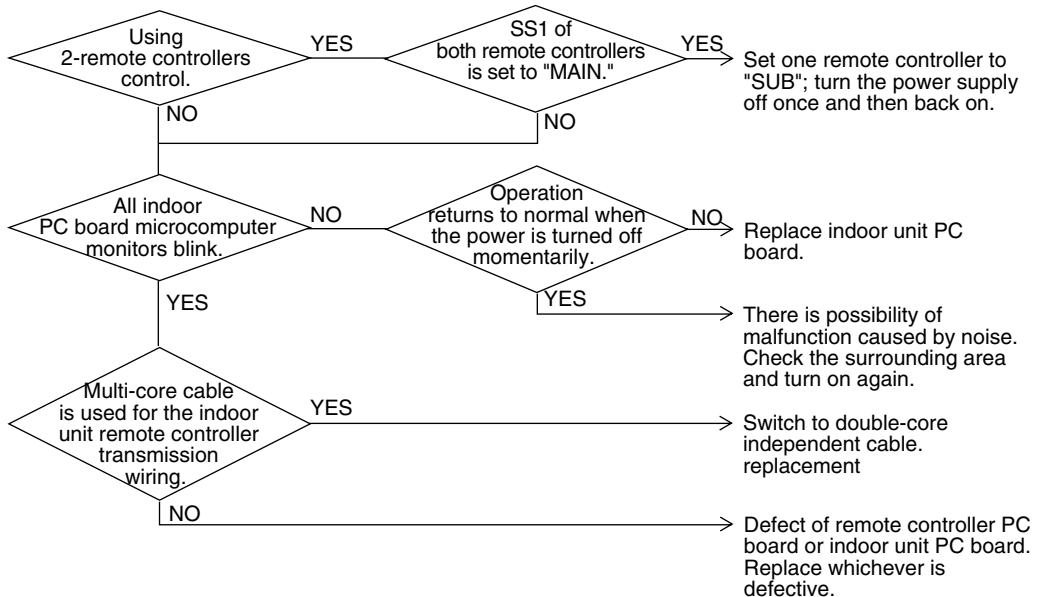 Using
2-remote controllers
control.
YES
SS1 of
both remote controllers
is set to "MAIN."
YES
Set one remote controller to
"SUB"; turn the power supply
off once and then back on.
NO
NO
All indoor
PC board microcomputer
monitors blink.
NO
Operation
returns to normal when
the power is turned off
momentarily.
NO
Replace indoor unit PC
board.
YES
YES
There is possibility of
malfunction caused by noise.
Check the surrounding area
and turn on again.
Multi-core cable
is used for the indoor
unit remote controller
transmission
wiring.
YES
Switch to double-core
independent cable.
replacement
NO
Defect of remote controller PC
board or indoor unit PC board.
Replace whichever is
defective.